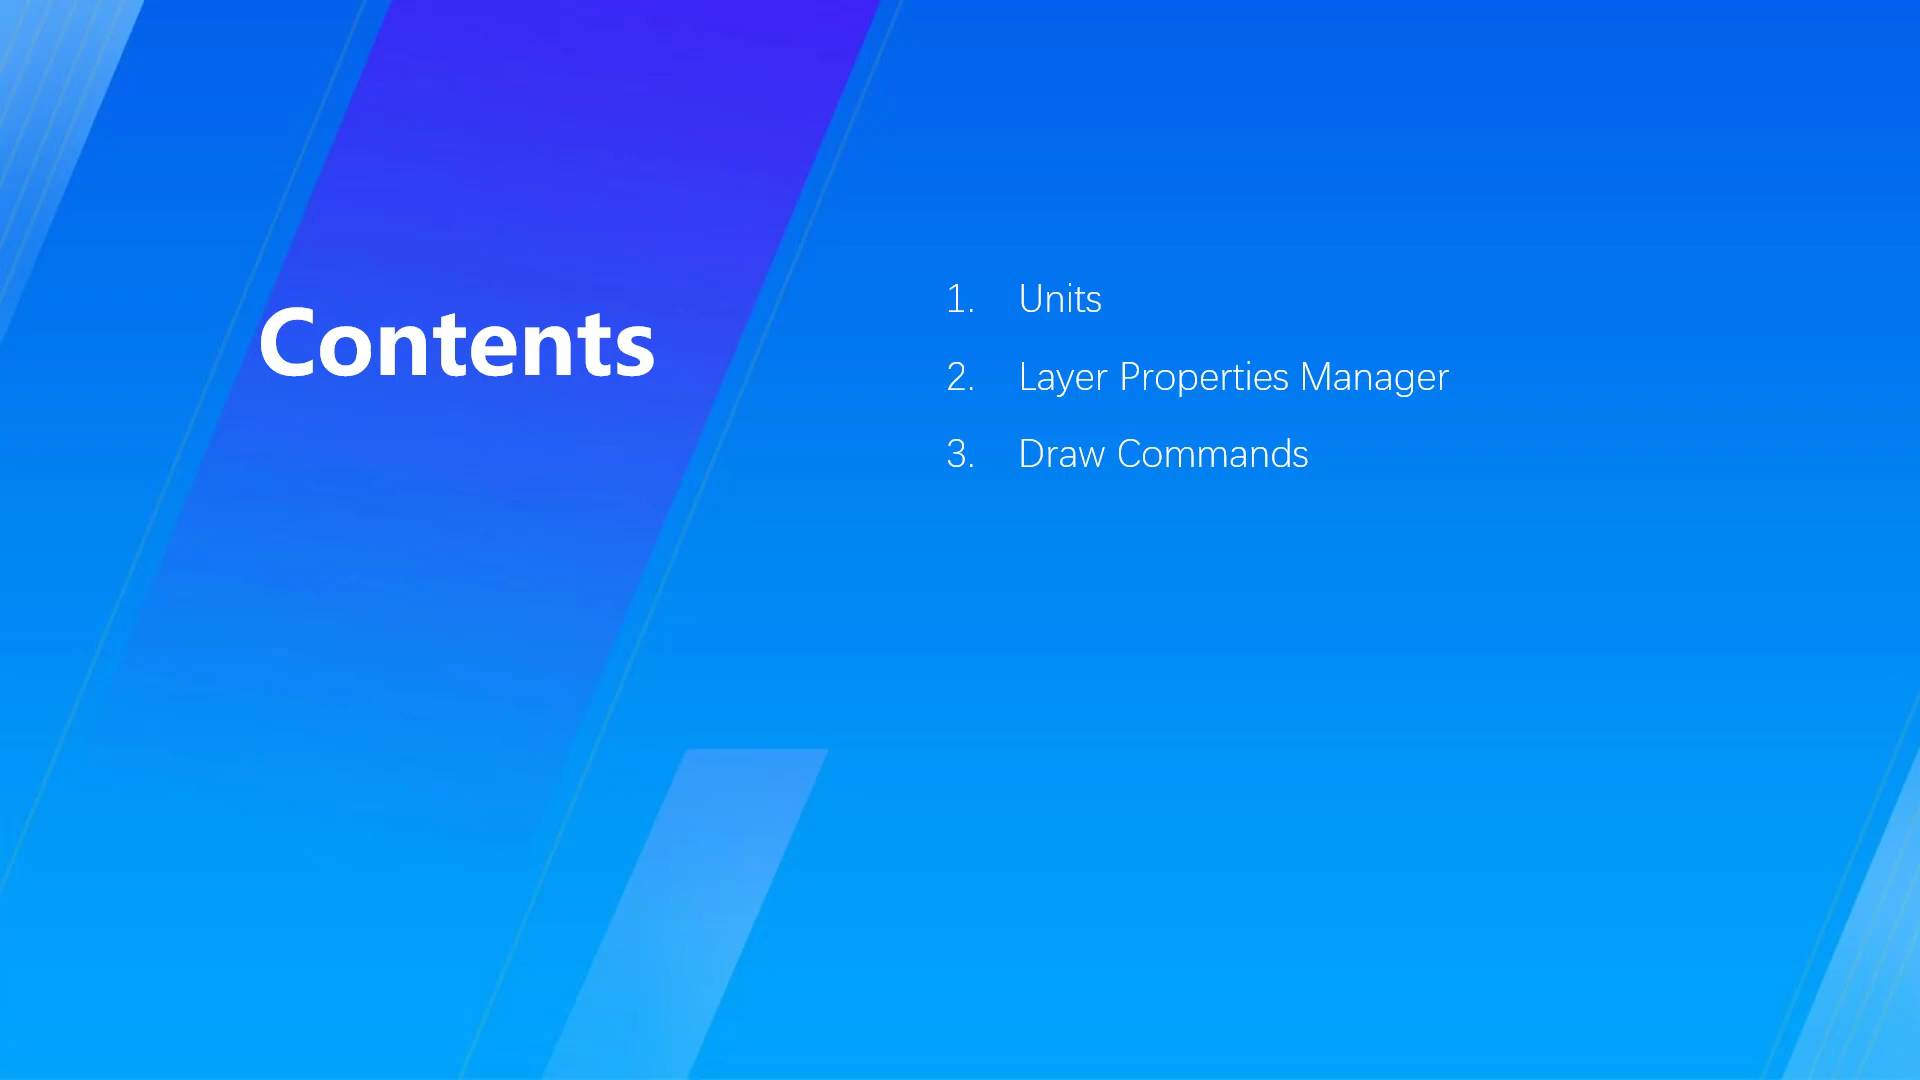 Contents
1. Units
2. Layer Properties Manager
3. Draw Commands